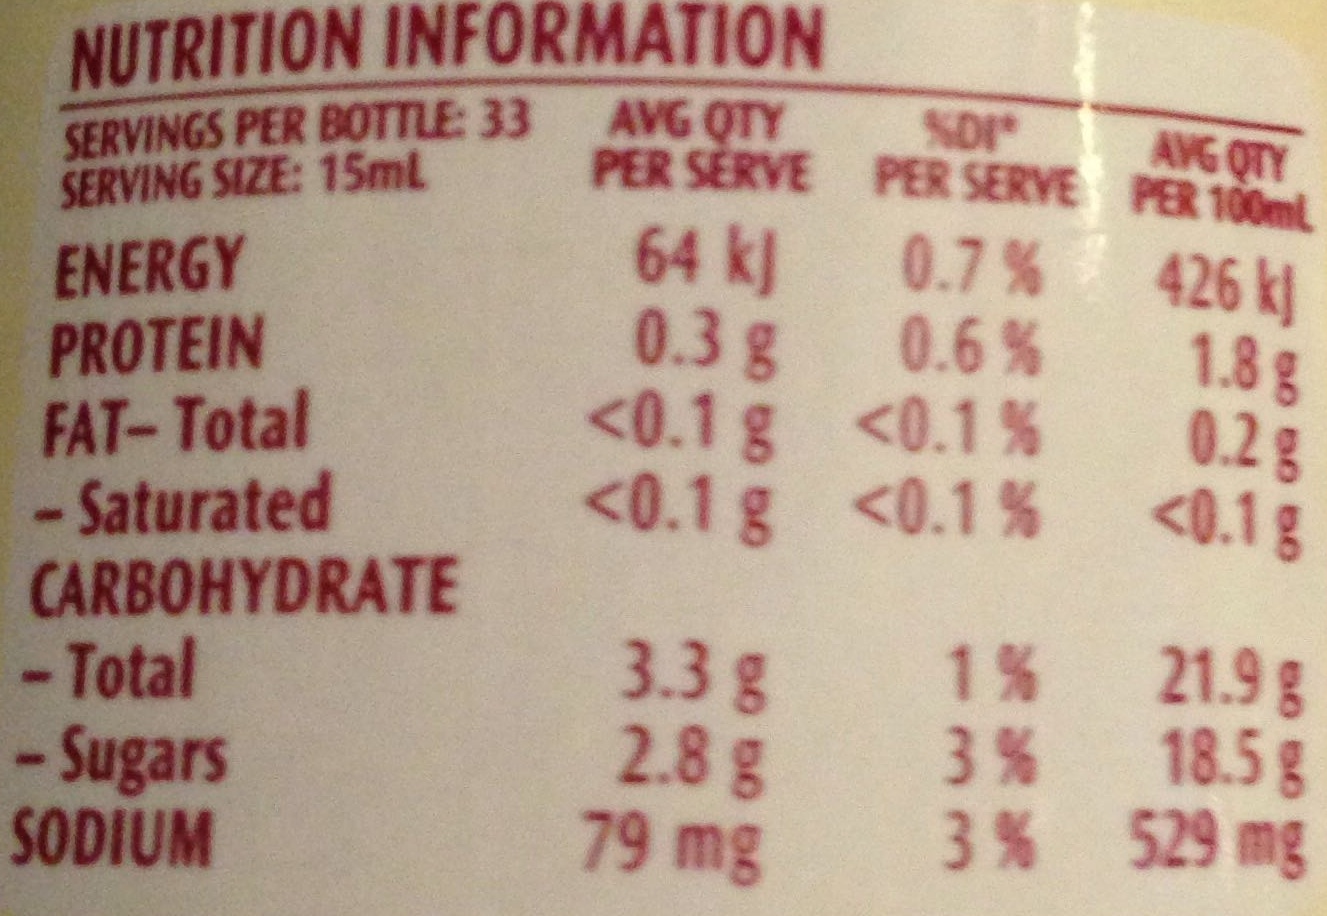 NUTRITION INFORMATION
SERVINGS PER BOTTLE: 33 AVG QTY %DI* AVG QTY
SERVING SIZE: 15mL PER SERVE PER SERVE PER 100mL
ENERGY 64 kJ 0.7 % 426 kJ
PROTEIN 0.3 g 0.6 % 1.8 g
FAT– Total <0.1 g <0.1 % 0.2 g
– Saturated <0.1 g <0.1 % <0.1 g
CARBOHYDRATE
– Total 3.3 g 1 % 21.9 g
– Sugars 2.8 g 3 % 18.5 g
SODIUM 79 mg 3 % 529 mg